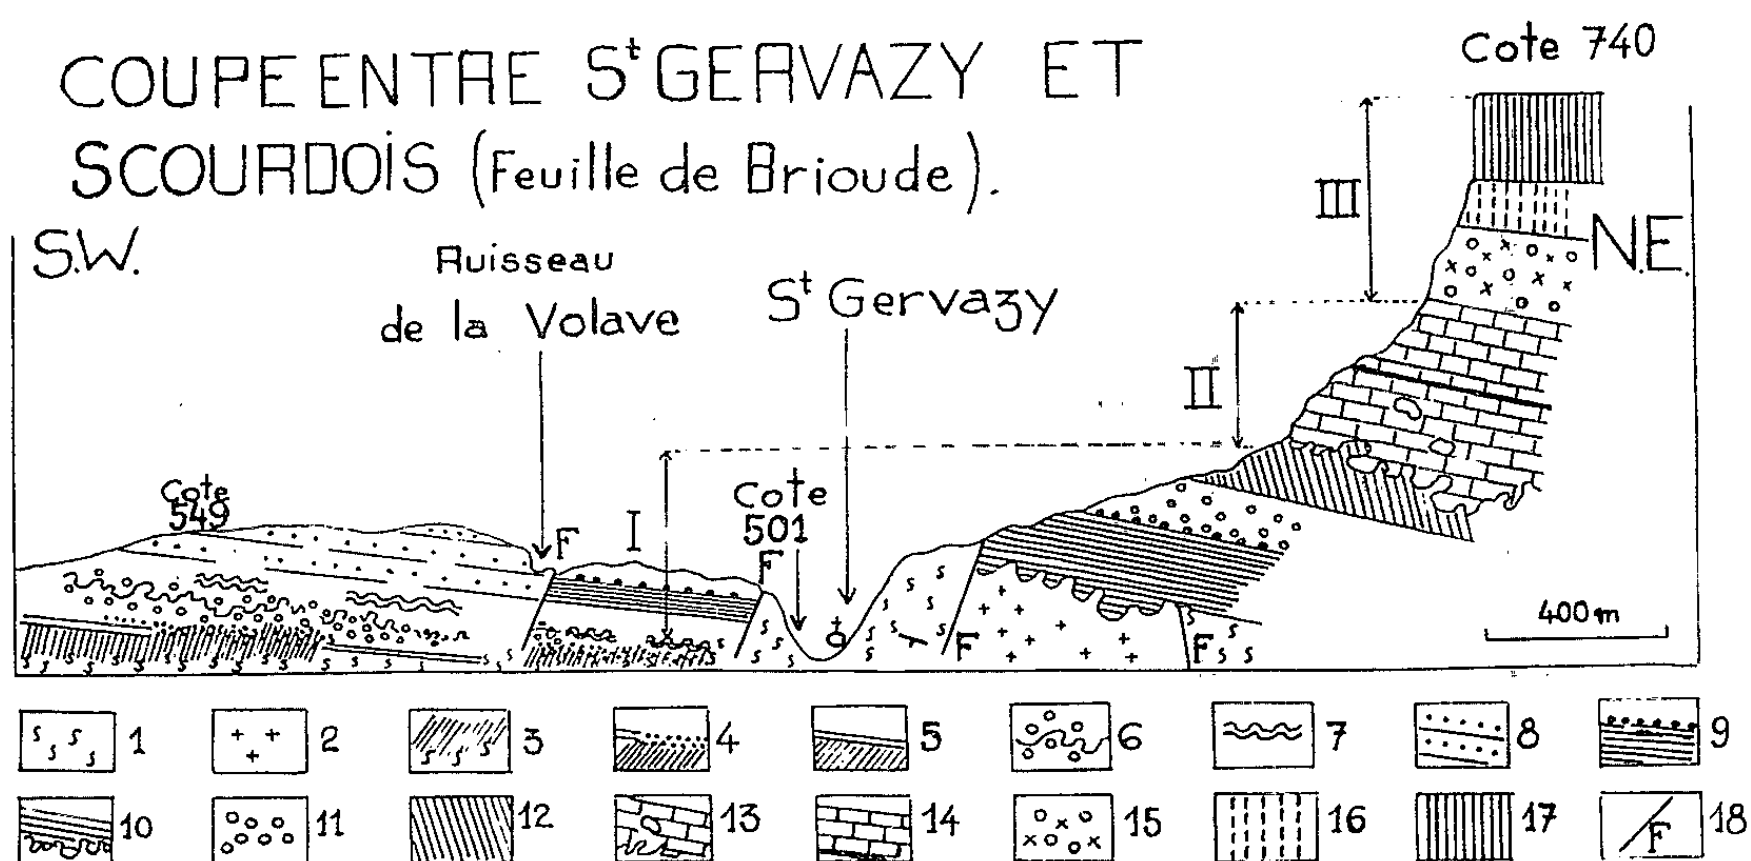 COUPE ENTRE St GERVAZY ET
SCOURDOIS (Feuille de Brioude).
Cote 740
S.W.
N.E.
Ruisseau
de la Volave
St Gervazy
III
II
I
Cote
549
F
Cote
501
F
F
F
400 m
1 2 3 4 5 6 7 8 9
10 11 12 13 14 15 16 17 F 18